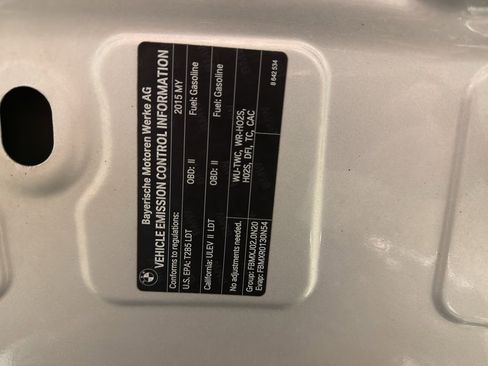 Bayerische Motoren Werke AG
VEHICLE EMISSION CONTROL INFORMATION
Conforms to regulations: 2015 MY
U.S. EPA: T2B5 LDT OBD: II Fuel: Gasoline
California: ULEV II LDT OBD: II Fuel: Gasoline
No adjustments needed. WU-TWC, WR-HO2S,
Group: FBMXJ02.0N20 HO2S, DFI, TC, CAC
Evap: FBMXR0130N54
8 642 534